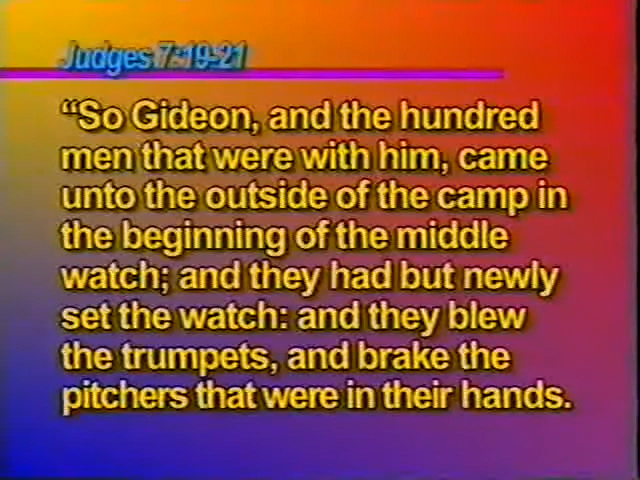 Judges 7:19-21
“So Gideon, and the hundred
men that were with him, came
unto the outside of the camp in
the beginning of the middle
watch; and they had but newly
set the watch: and they blew
the trumpets, and brake the
pitchers that were in their hands.